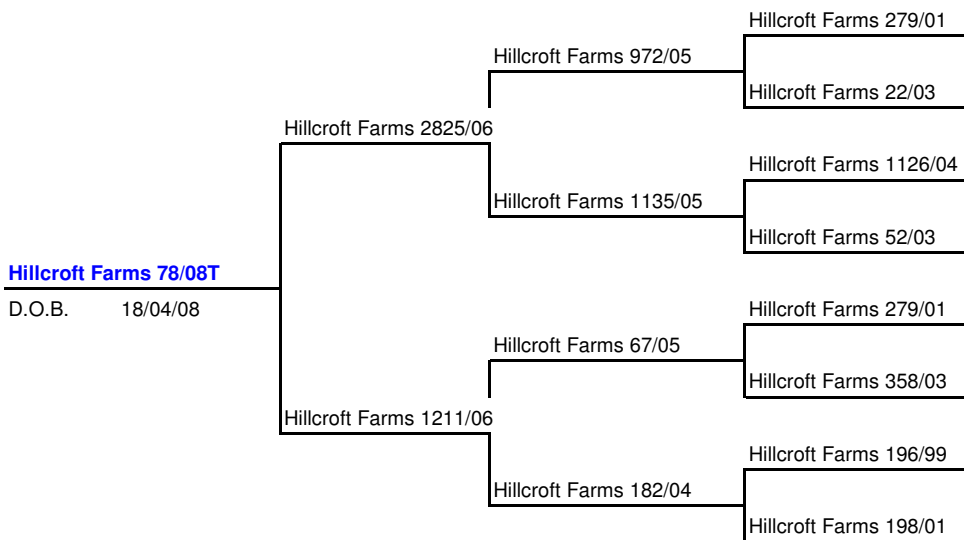 Hillcroft Farms 279/01
Hillcroft Farms 972/05
Hillcroft Farms 22/03
Hillcroft Farms 2825/06
Hillcroft Farms 1126/04
Hillcroft Farms 1135/05
Hillcroft Farms 52/03
Hillcroft Farms 78/08T
D.O.B. 18/04/08
Hillcroft Farms 279/01
Hillcroft Farms 67/05
Hillcroft Farms 358/03
Hillcroft Farms 1211/06
Hillcroft Farms 196/99
Hillcroft Farms 182/04
Hillcroft Farms 198/01